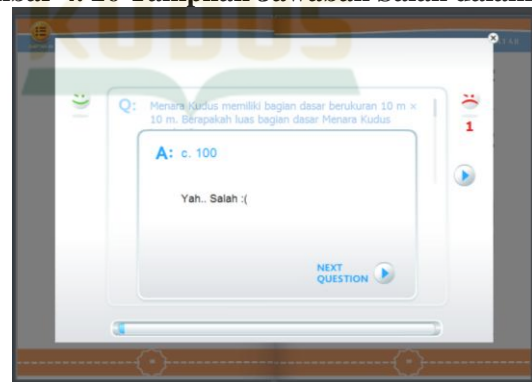 KUDUS
Q: Menara Kudus memiliki bagian dasar berukuran 10 m ×
10 m. Berapakah luas bagian dasar Menara Kudus
1
A: c. 100
Yah.. Salah :(
NEXT
QUESTION